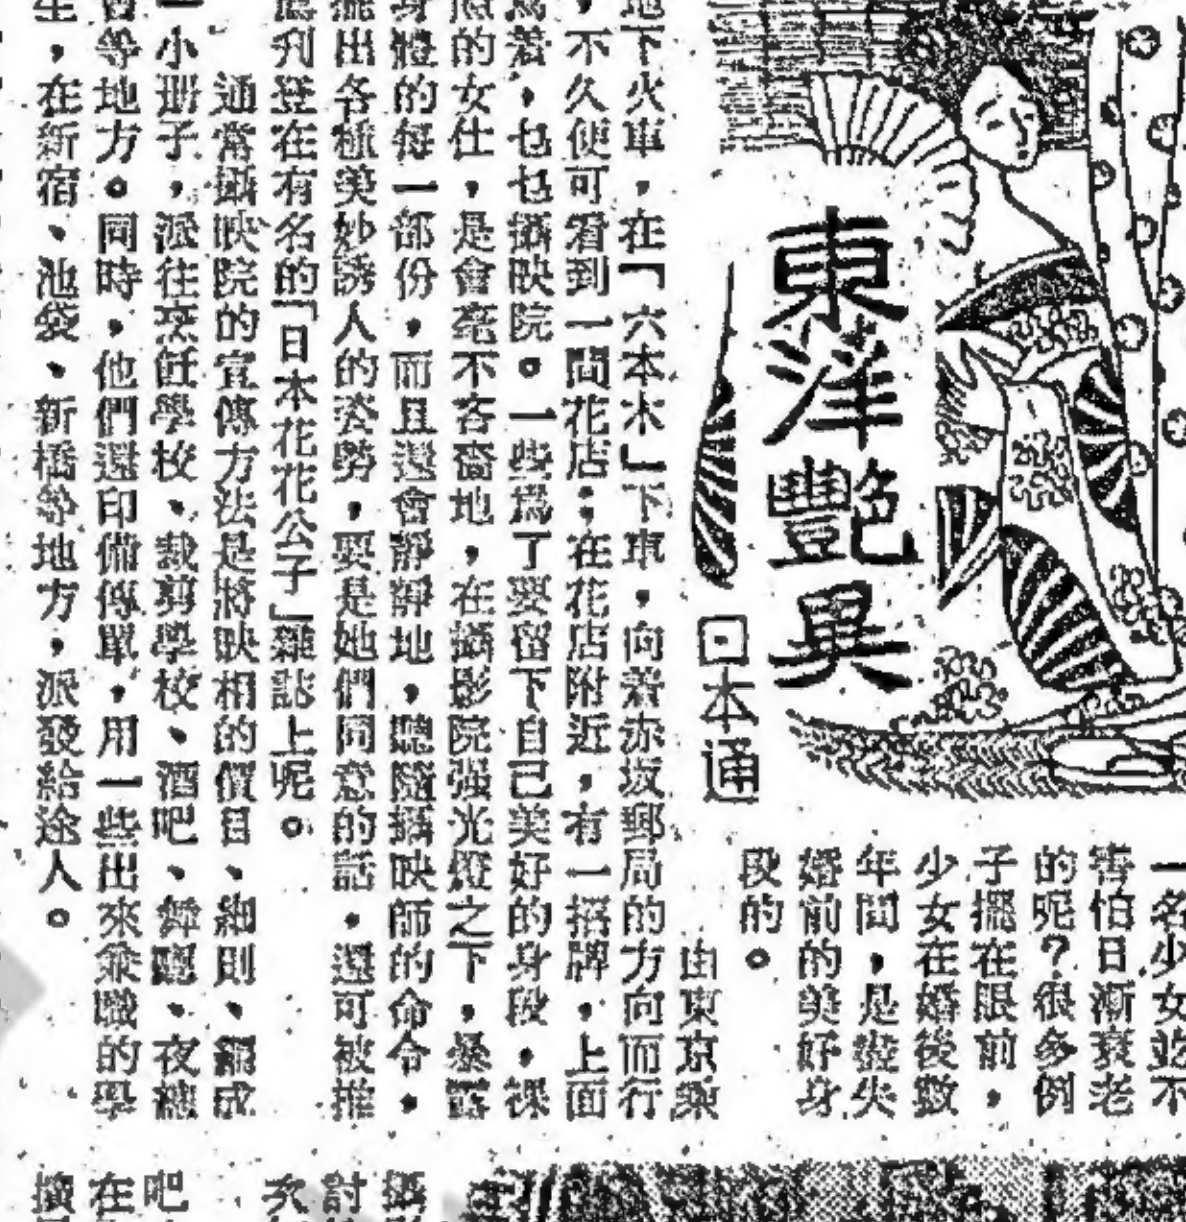 東洋艷異
日本通
一名少女並不
害怕日漸衰老
的呢？很多例
子擺在眼前，
少女在婚後數
年間，是從失
婚前的美好身
段的。
由東京乘
地下火車，在「六本木」下車，向着赤坂郵局的方向而行
，不久便可看到一間花店；在花店附近，有一招牌，上面
寫着，乜乜攝映院。一些爲了要留下自己美好的身段，裸
照的女仕，是會毫不吝嗇地，在攝影院强光燈之下，暴露
身體的每一部份，而且還會靜靜地，聽隨攝映師的命令，
擺出各種美妙誘人的姿勢，要是她們同意的話，還可被推
薦刋登在有名的「日本花花公子」雜誌上呢。
通常攝映院的宣傳方法是將映相的價目、細則、編成
一小册子，派往烹飪學校、裁剪學校、酒吧、舞廳、夜總
會等地方。同時，他們還印備傳單，用一些出來兼職的學
生，在新宿、池袋、新橋等地方，派發給途人。
攝
討
次
吧
在